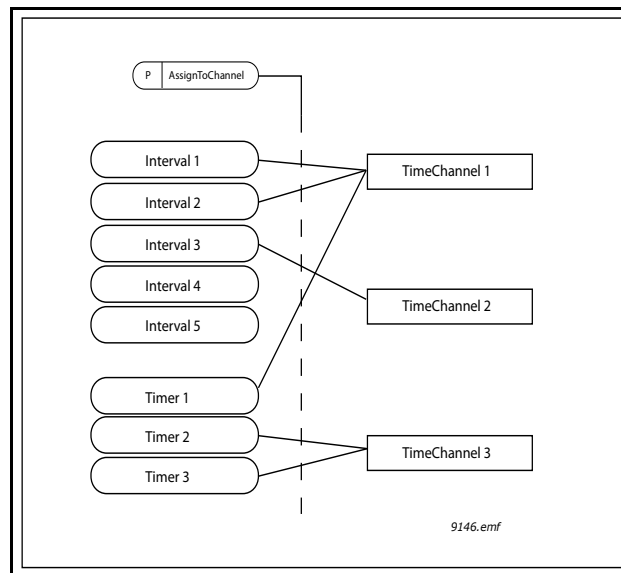 P AssignToChannel
Interval 1
TimeChannel 1
Interval 2
Interval 3
Interval 4
TimeChannel 2
Interval 5
Timer 1
Timer 2
TimeChannel 3
Timer 3
9146.emf